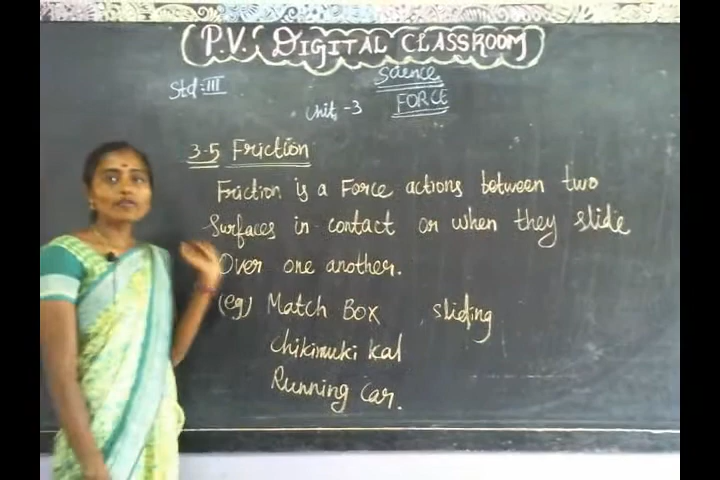 P.V. DIGITAL CLASSROOM
Science
Std:-III
Unit -3 FORCE
3-5 Friction
Friction is a Force actions between two
Surfaces in contact or when they slide
Over one another.
(eg) Match Box sliding
Chikimuki kal
Running car.